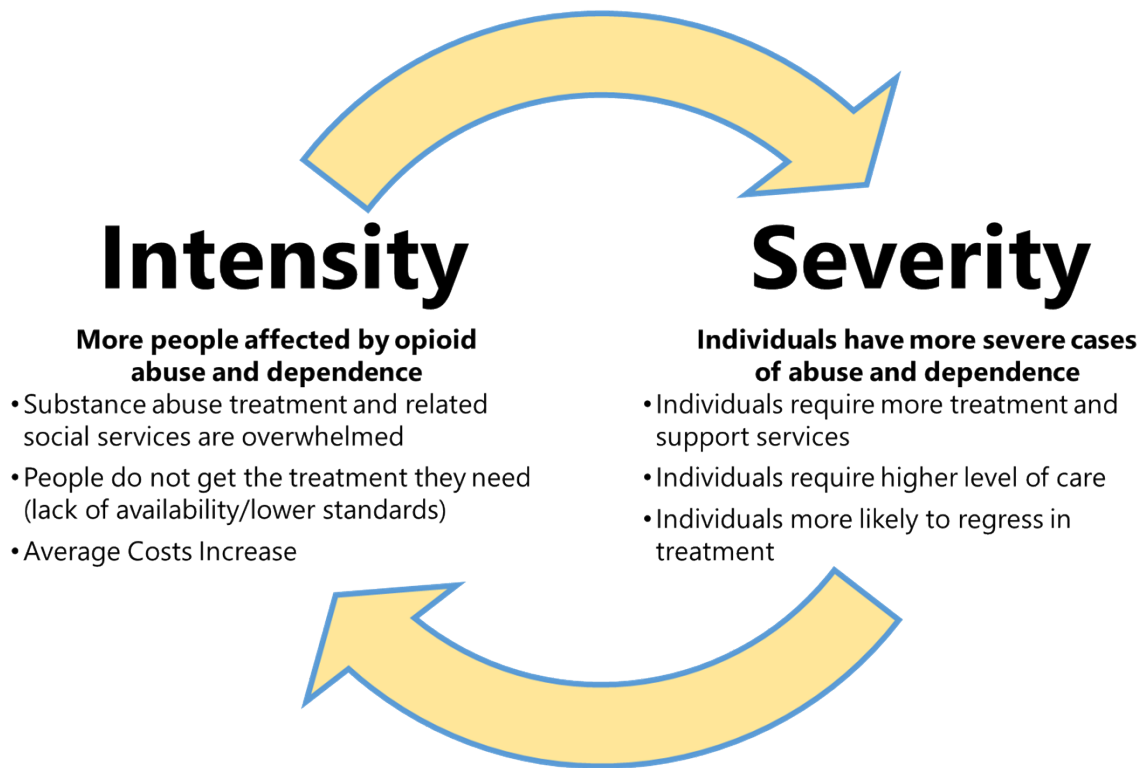 Intensity
More people affected by opioid
abuse and dependence
•Substance abuse treatment and related
social services are overwhelmed
•People do not get the treatment they need
(lack of availability/lower standards)
•Average Costs Increase
Severity
Individuals have more severe cases
of abuse and dependence
•Individuals require more treatment and
support services
•Individuals require higher level of care
•Individuals more likely to regress in
treatment